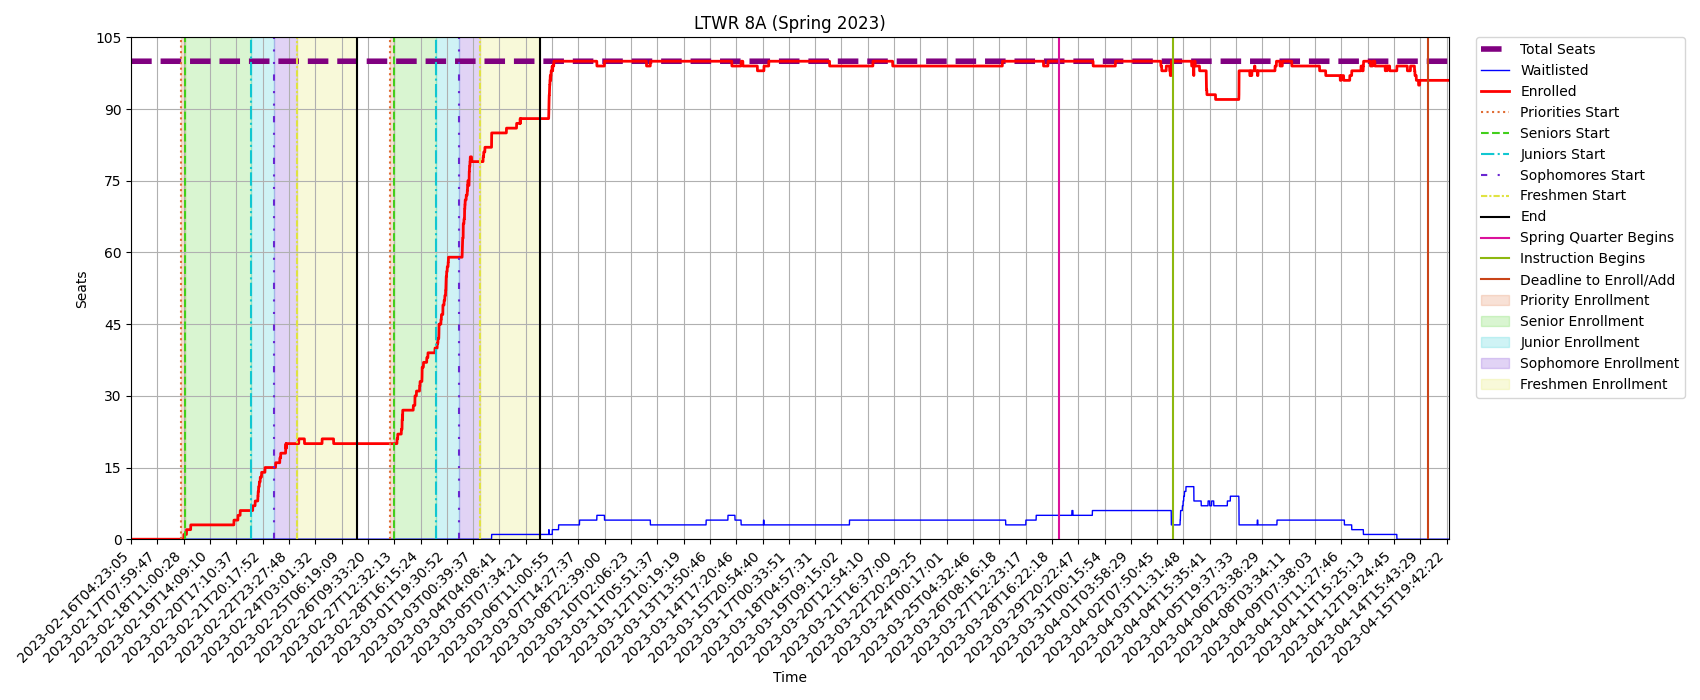 LTWR 8A (Spring 2023)
105
90
75
60
45
30
15
0
Seats
2023-02-16T04:23:05
2023-02-17T07:59:47
2023-02-18T11:00:28
2023-02-19T14:09:10
2023-02-20T17:10:37
2023-02-21T20:17:52
2023-02-22T23:27:48
2023-02-24T03:01:32
2023-02-25T06:19:09
2023-02-26T09:33:20
2023-02-27T12:32:13
2023-02-28T16:15:24
2023-03-01T19:30:52
2023-03-03T00:39:37
2023-03-04T04:08:41
2023-03-05T07:34:21
2023-03-06T11:00:55
2023-03-07T14:27:37
2023-03-08T22:39:00
2023-03-10T02:06:23
2023-03-11T05:51:37
2023-03-12T10:19:19
2023-03-13T13:50:46
2023-03-14T17:20:46
2023-03-15T20:54:40
2023-03-17T00:33:51
2023-03-18T04:57:31
2023-03-19T09:15:02
2023-03-20T12:54:10
2023-03-21T16:37:00
2023-03-22T20:29:25
2023-03-24T00:17:01
2023-03-25T04:32:46
2023-03-26T08:16:18
2023-03-27T12:23:17
2023-03-28T16:22:18
2023-03-29T20:22:47
2023-03-31T00:15:54
2023-04-01T03:58:29
2023-04-02T07:50:45
2023-04-03T11:31:48
2023-04-04T15:35:41
2023-04-05T19:37:33
2023-04-06T23:38:29
2023-04-08T03:34:11
2023-04-09T07:38:03
2023-04-10T11:27:46
2023-04-11T15:25:13
2023-04-12T19:24:45
2023-04-14T15:43:29
2023-04-15T19:42:22
Time
Total Seats
Waitlisted
Enrolled
Priorities Start
Seniors Start
Juniors Start
Sophomores Start
Freshmen Start
End
Spring Quarter Begins
Instruction Begins
Deadline to Enroll/Add
Priority Enrollment
Senior Enrollment
Junior Enrollment
Sophomore Enrollment
Freshmen Enrollment